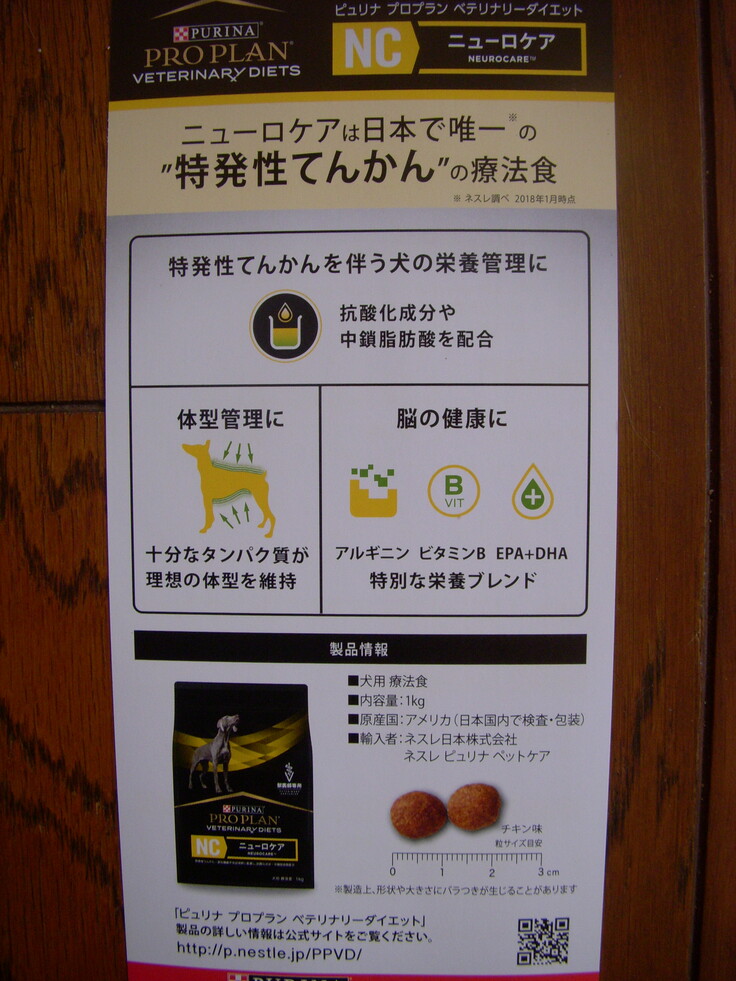 ピュリナ プロプラン ベテリナリーダイエット
PURINA
PRO PLAN
VETERINARY DIETS
NC ニューロケア
NEUROCARE™
ニューロケアは日本で唯一※の
"特発性てんかん"の療法食
※ ネスレ調べ 2018年1月時点
特発性てんかんを伴う犬の栄養管理に
抗酸化成分や
中鎖脂肪酸を配合
体型管理に
十分なタンパク質が
理想の体型を維持
脳の健康に
B
VIT
アルギニン ビタミンB EPA+DHA
特別な栄養ブレンド
製品情報
■犬用 療法食
■内容量：1kg
■原産国：アメリカ（日本国内で検査・包装）
■輸入者：ネスレ日本株式会社
ネスレ ピュリナ ペットケア
PURINA
PRO PLAN
VETERINARY DIETS
NC ニューロケア
NEUROCARE
チキン味
粒サイズ目安
0 1 2 3 cm
※製造上、形状や大きさにバラつきが生じることがあります
「ピュリナ プロプラン ベテリナリーダイエット」
製品の詳しい情報は公式サイトをご覧ください。
http://p.nestle.jp/PPVD/
PURINA